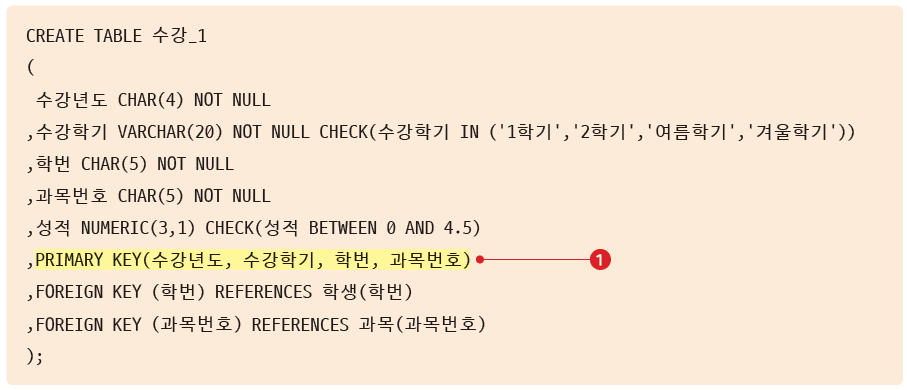 CREATE TABLE 수강_1
(
수강년도 CHAR(4) NOT NULL
,수강학기 VARCHAR(20) NOT NULL CHECK(수강학기 IN ('1학기','2학기','여름학기','겨울학기'))
,학번 CHAR(5) NOT NULL
,과목번호 CHAR(5) NOT NULL
,성적 NUMERIC(3,1) CHECK(성적 BETWEEN 0 AND 4.5)
,PRIMARY KEY(수강년도, 수강학기, 학번, 과목번호) 1
,FOREIGN KEY (학번) REFERENCES 학생(학번)
,FOREIGN KEY (과목번호) REFERENCES 과목(과목번호)
);